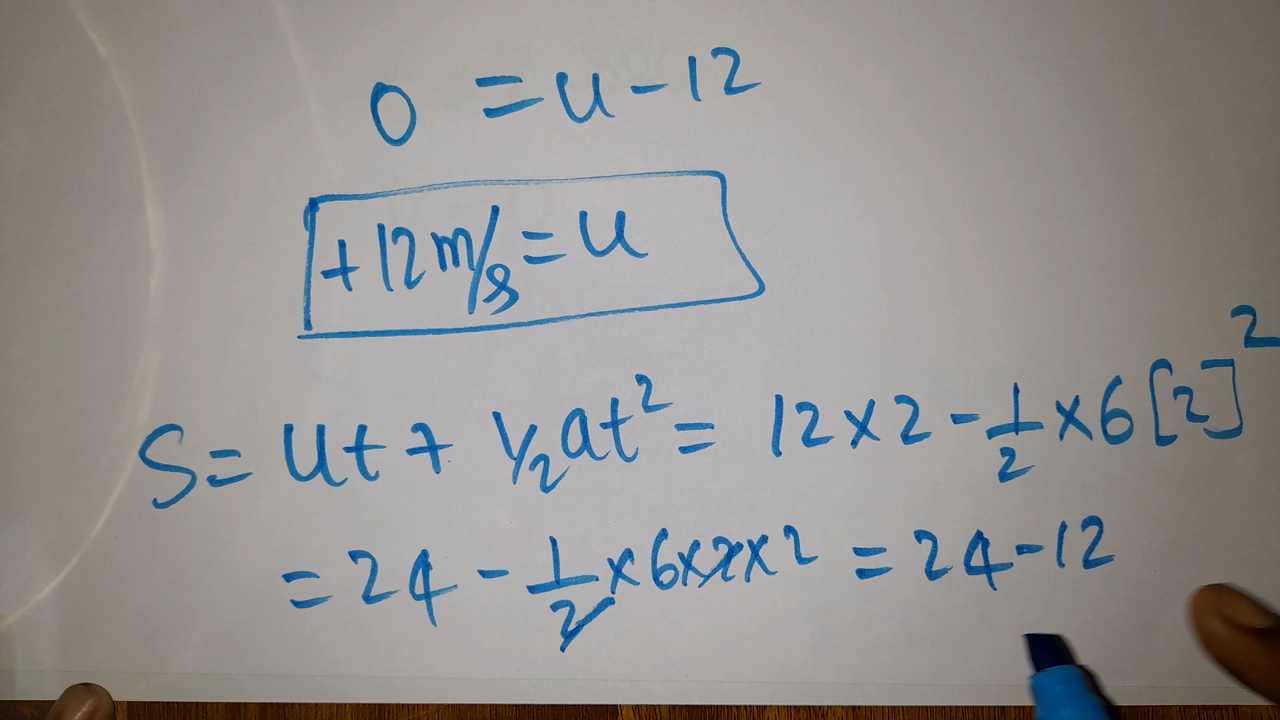 0 = u - 12
+ 12 m/s = u
S = ut + 1/2 at² = 12 × 2 - 1/2 × 6 [2]²
= 24 - 1/2 × 6 × 2 × 2 = 24 - 12